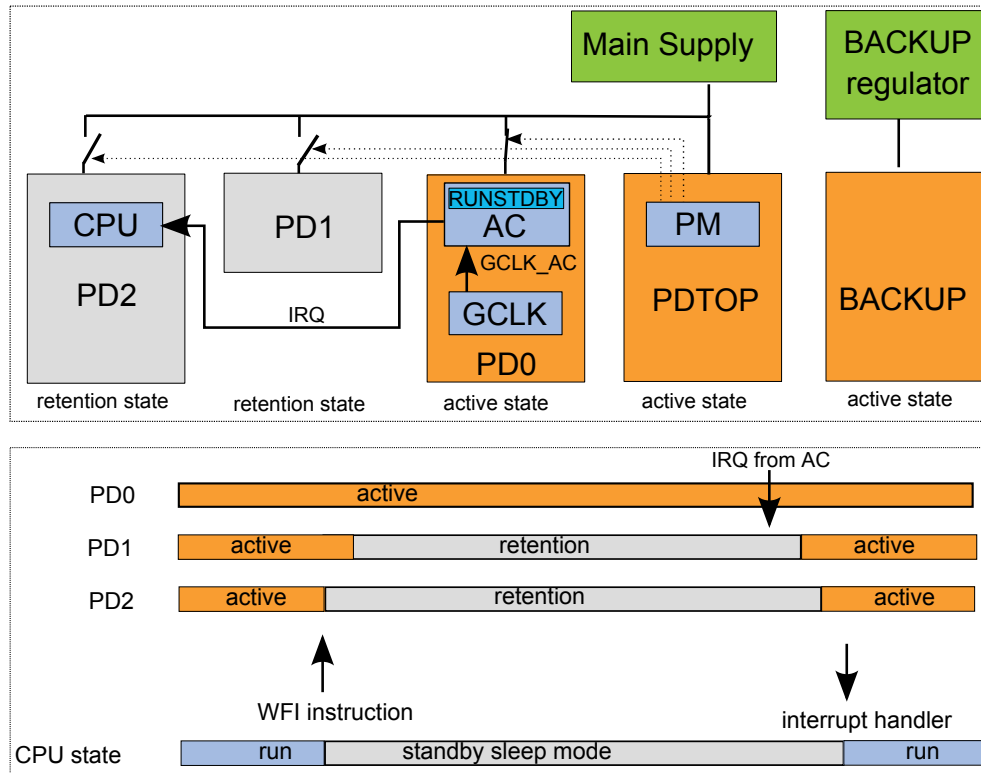 Main Supply
BACKUP
regulator
RUNSTDBY
CPU
AC
PM
PD1
GCLK_AC
PD2
IRQ
GCLK
PDTOP
BACKUP
PD0
retention state
retention state
active state
active state
active state
IRQ from AC
PD0
active
PD1
active
retention
active
PD2
active
retention
active
WFI instruction
interrupt handler
CPU state
run
standby sleep mode
run